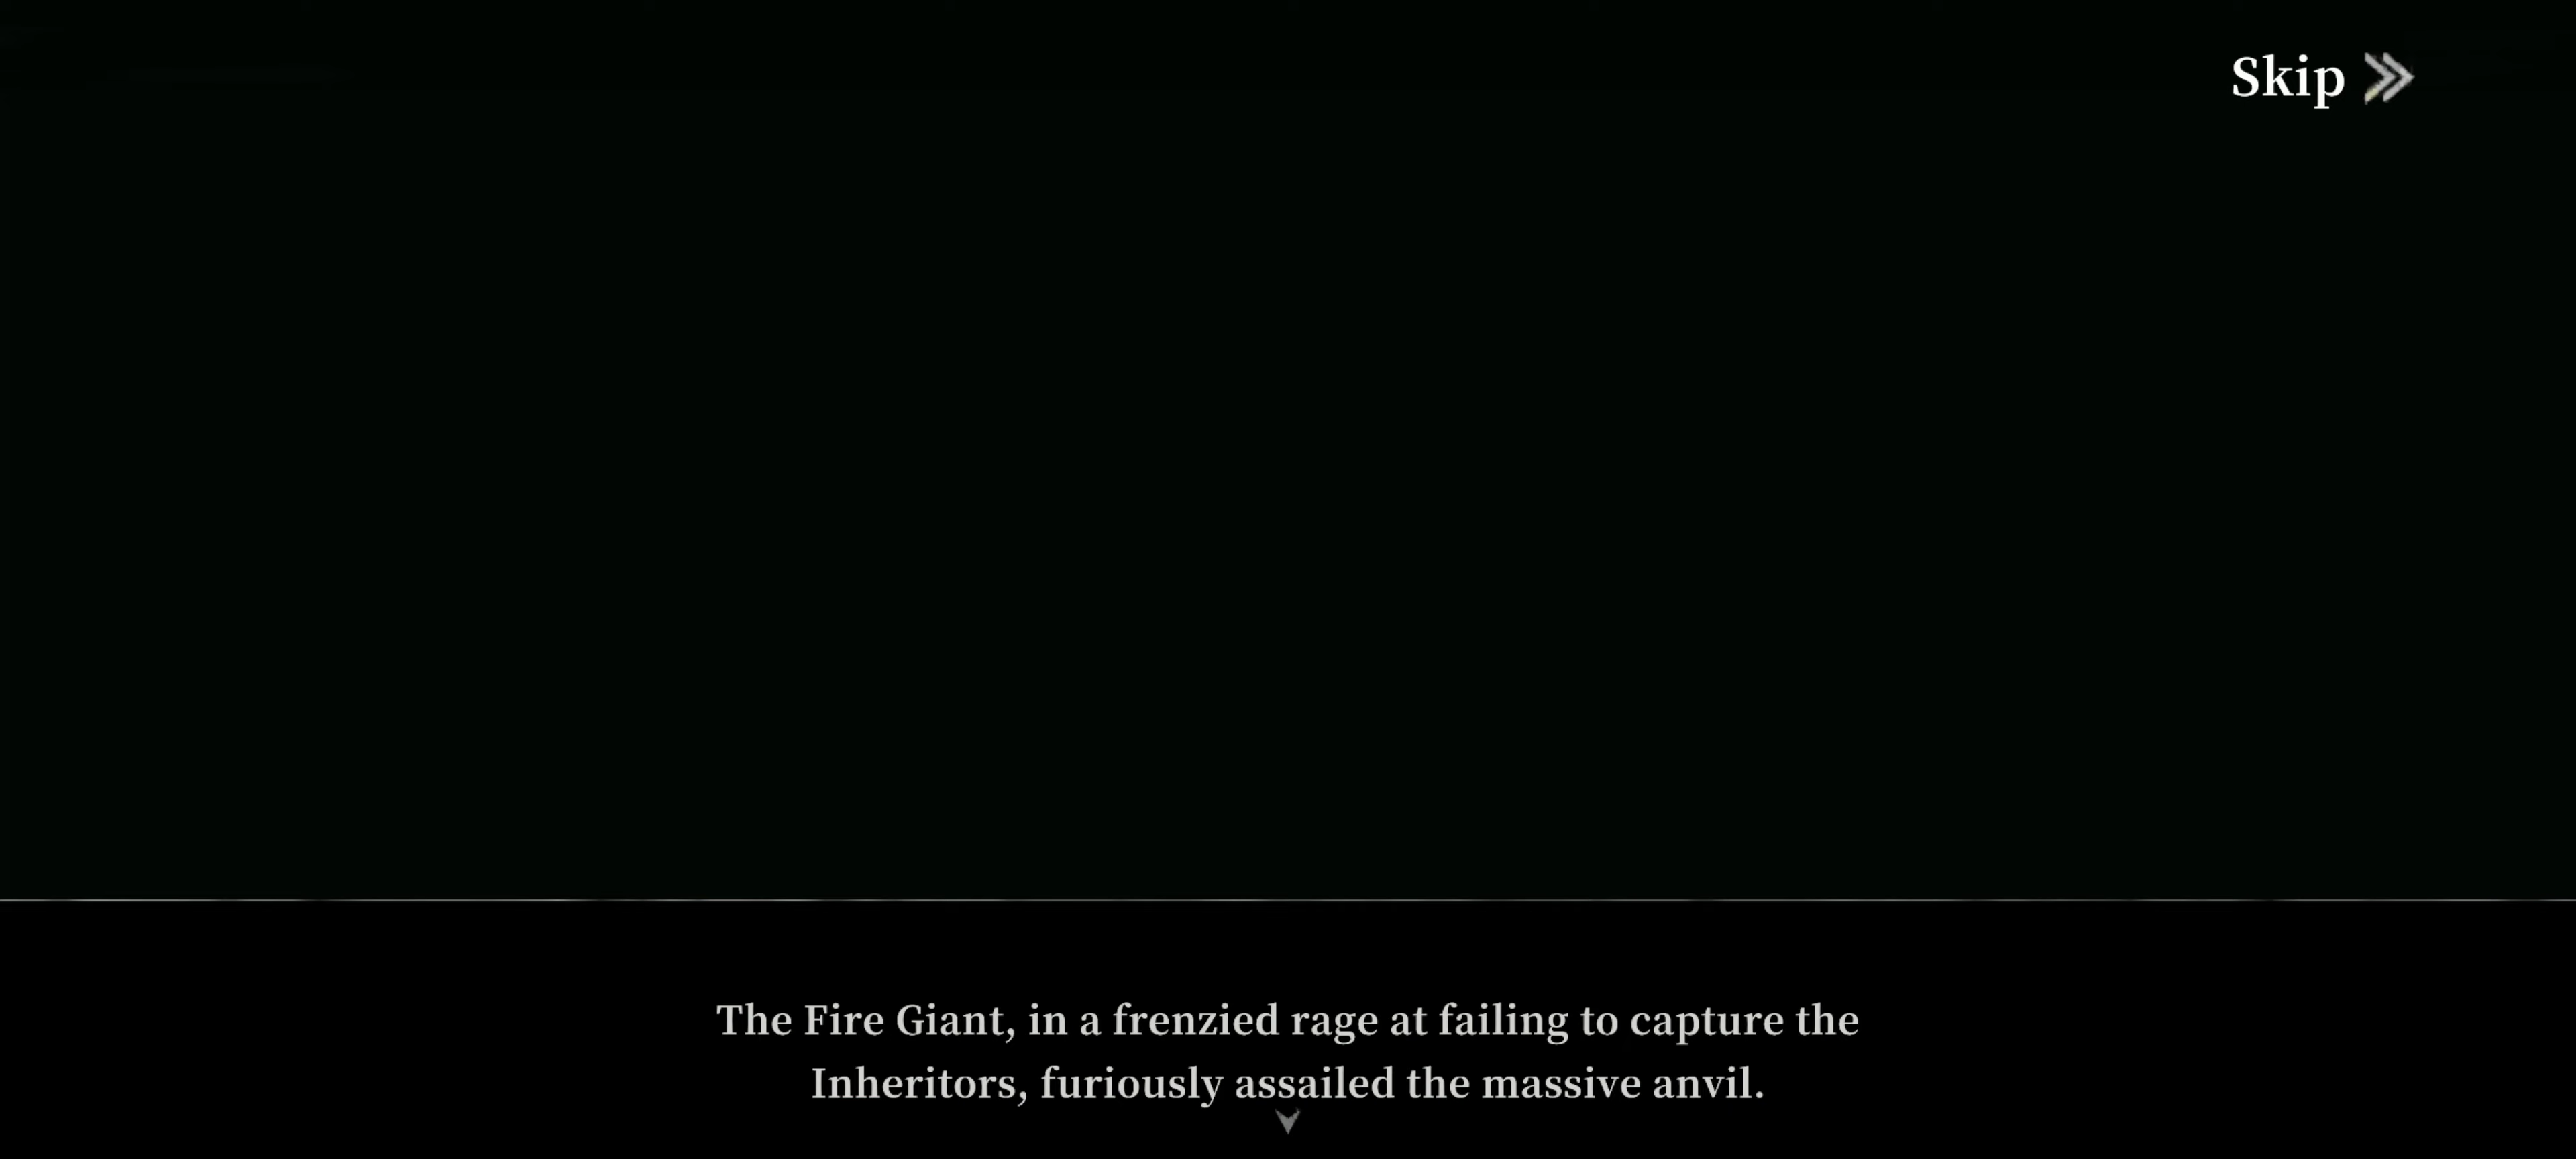 Skip
The Fire Giant, in a frenzied rage at failing to capture the
Inheritors, furiously assailed the massive anvil.